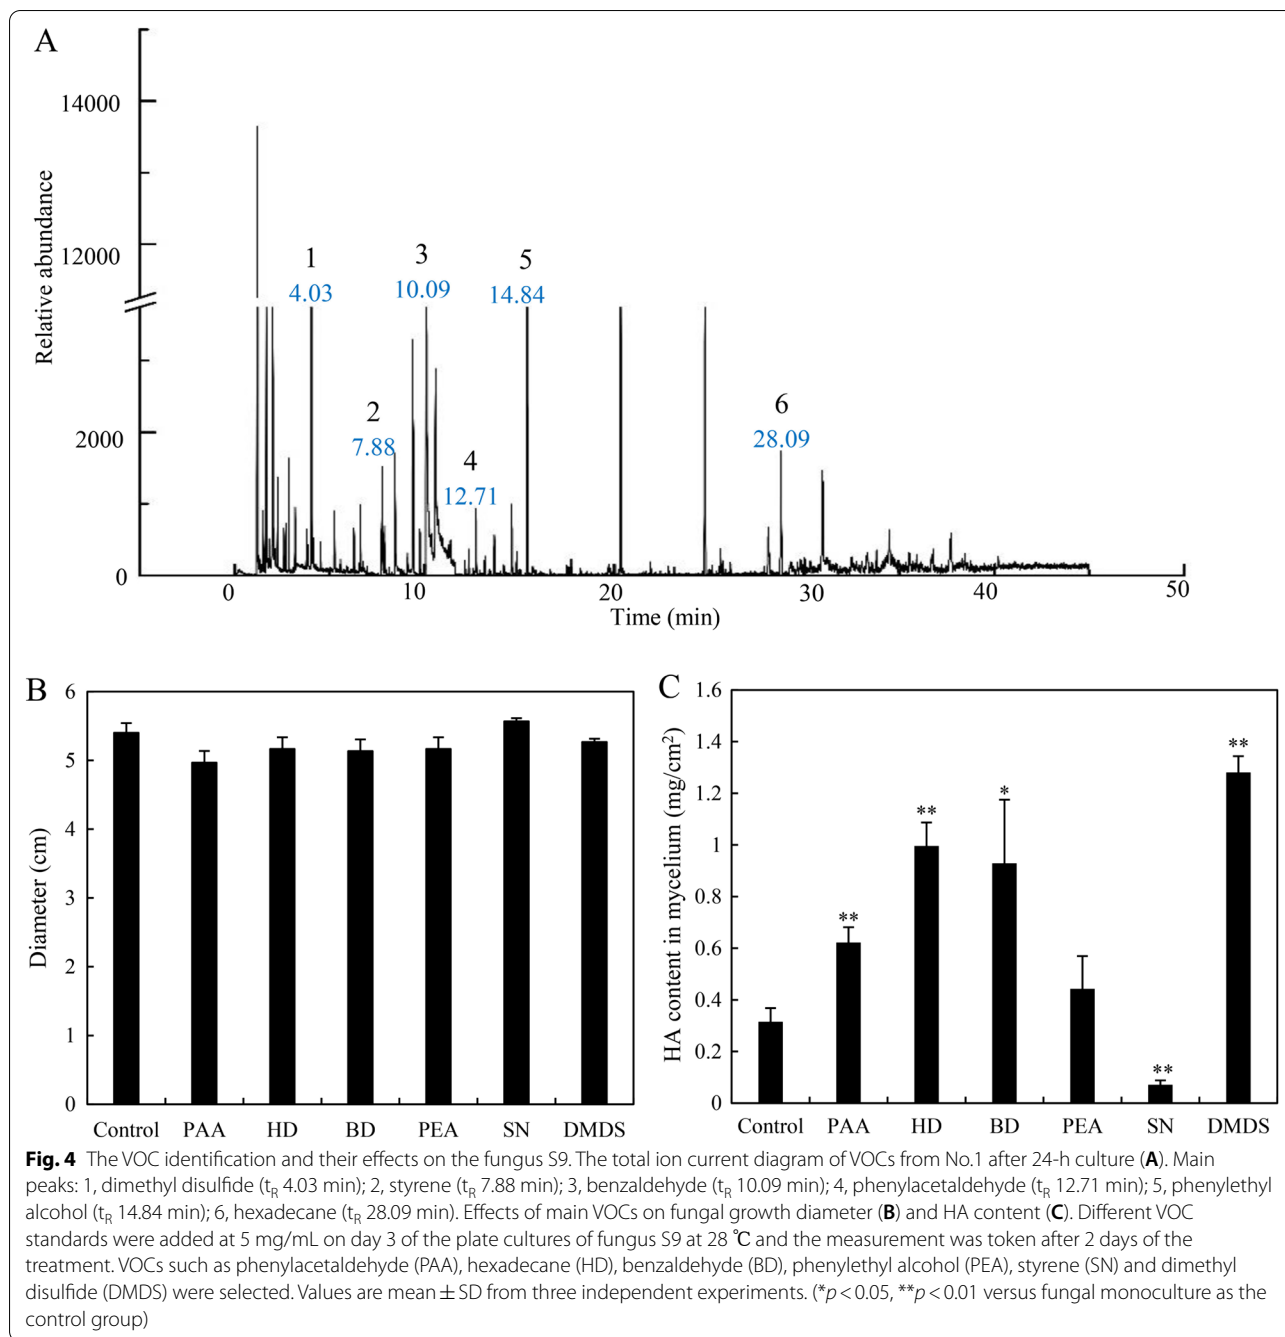 A
14000
12000
2000
0
Relative abundance
1
4.03
2
7.88
3
10.09
4
12.71
5
14.84
6
28.09
0 10 20 30 40 50
Time (min)
B
6
5
4
3
2
1
0
Diameter (cm)
Control PAA HD BD PEA SN DMDS
C
1.6
1.4
1.2
1
0.8
0.6
0.4
0.2
0
HA content in mycelium (mg/cm²)
**
**
*
**
**
Control PAA HD BD PEA SN DMDS
Fig. 4 The VOC identification and their effects on the fungus S9. The total ion current diagram of VOCs from No.1 after 24-h culture (A). Main
peaks: 1, dimethyl disulfide (tR 4.03 min); 2, styrene (tR 7.88 min); 3, benzaldehyde (tR 10.09 min); 4, phenylacetaldehyde (tR 12.71 min); 5, phenylethyl
alcohol (tR 14.84 min); 6, hexadecane (tR 28.09 min). Effects of main VOCs on fungal growth diameter (B) and HA content (C). Different VOC
standards were added at 5 mg/mL on day 3 of the plate cultures of fungus S9 at 28 ℃ and the measurement was token after 2 days of the
treatment. VOCs such as phenylacetaldehyde (PAA), hexadecane (HD), benzaldehyde (BD), phenylethyl alcohol (PEA), styrene (SN) and dimethyl
disulfide (DMDS) were selected. Values are mean ± SD from three independent experiments. (*p < 0.05, **p < 0.01 versus fungal monoculture as the
control group)